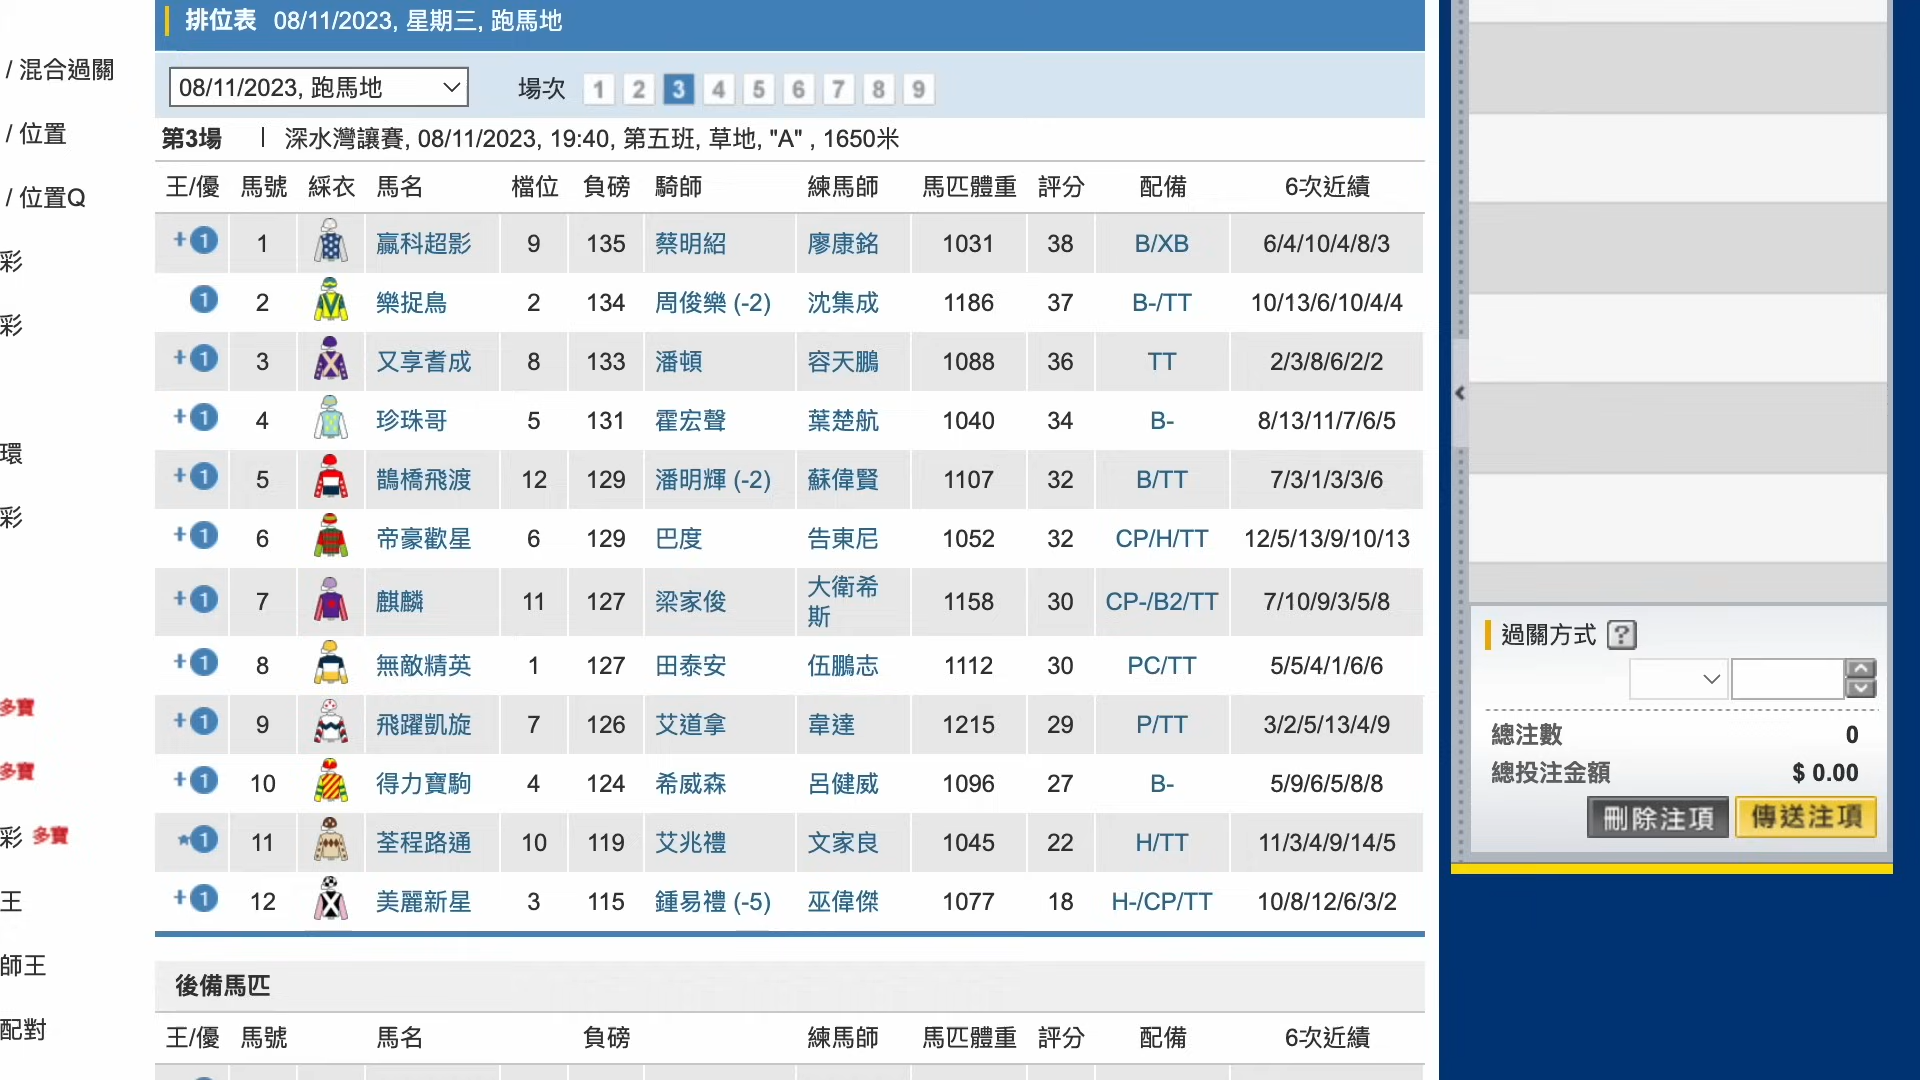 排位表 08/11/2023, 星期三, 跑馬地
/ 混合過關
08/11/2023, 跑馬地 場次 1 2 3 4 5 6 7 8 9
/ 位置
第3場 | 深水灣讓賽, 08/11/2023, 19:40, 第五班, 草地, "A" , 1650米
/ 位置Q
王/優 馬號 綵衣 馬名 檔位 負磅 騎師 練馬師 馬匹體重 評分 配備 6次近績
+1 1 贏科超影 9 135 蔡明紹 廖康銘 1031 38 B/XB 6/4/10/4/8/3
彩
1 2 樂捉鳥 2 134 周俊樂 (-2) 沈集成 1186 37 B-/TT 10/13/6/10/4/4
彩
+1 3 又享耆成 8 133 潘頓 容天鵬 1088 36 TT 2/3/8/6/2/2
+1 4 珍珠哥 5 131 霍宏聲 葉楚航 1040 34 B- 8/13/11/7/6/5
環
+1 5 鵲橋飛渡 12 129 潘明輝 (-2) 蘇偉賢 1107 32 B/TT 7/3/1/3/3/6
彩
+1 6 帝豪歡星 6 129 巴度 告東尼 1052 32 CP/H/TT 12/5/13/9/10/13
+1 7 麒麟 11 127 梁家俊 大衛希斯 1158 30 CP-/B2/TT 7/10/9/3/5/8
過關方式 ?
+1 8 無敵精英 1 127 田泰安 伍鵬志 1112 30 PC/TT 5/5/4/1/6/6
多寶
+1 9 飛躍凱旋 7 126 艾道拿 韋達 1215 29 P/TT 3/2/5/13/4/9
總注數 0
多寶
總投注金額 $ 0.00
+1 10 得力寶駒 4 124 希威森 呂健威 1096 27 B- 5/9/6/5/8/8
刪除注項 傳送注項
彩 多寶
★1 11 荃程路通 10 119 艾兆禮 文家良 1045 22 H/TT 11/3/4/9/14/5
王
+1 12 美麗新星 3 115 鍾易禮 (-5) 巫偉傑 1077 18 H-/CP/TT 10/8/12/6/3/2
師王
後備馬匹
配對
王/優 馬號 馬名 負磅 練馬師 馬匹體重 評分 配備 6次近績